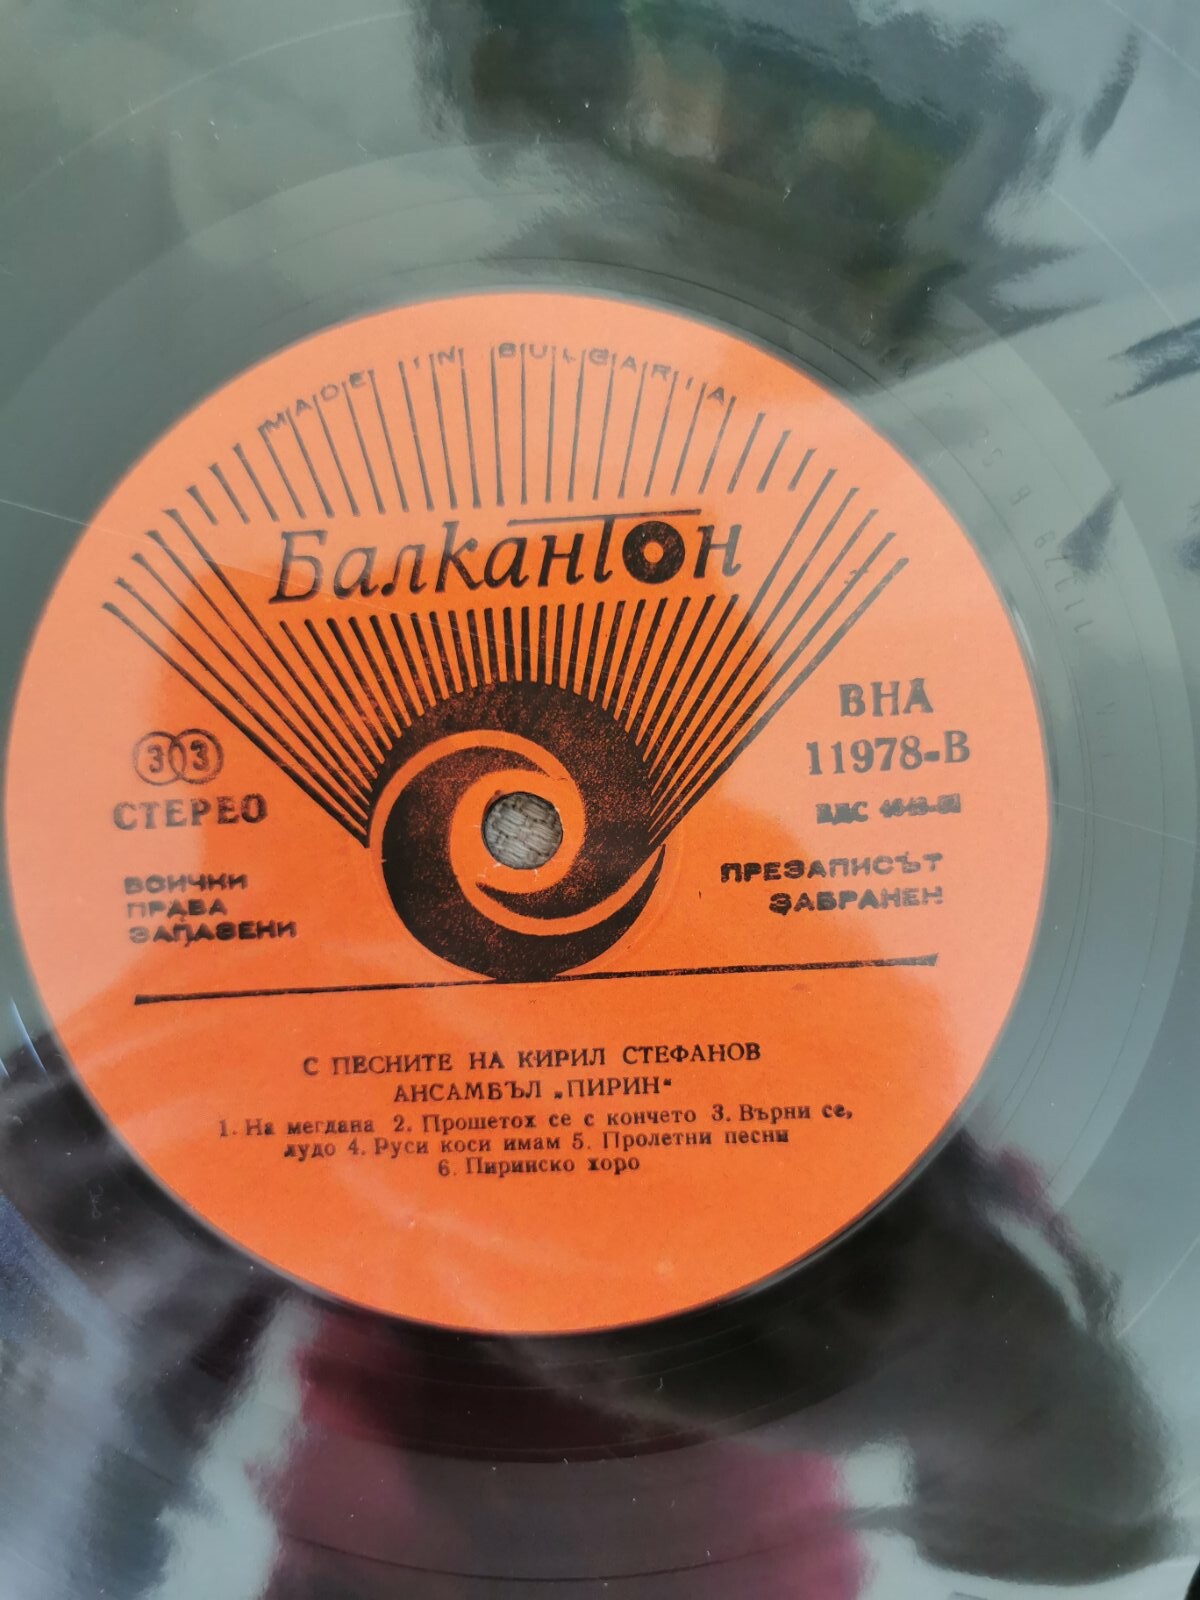 MADE IN BULGARIA
Балкантон
33
СТЕРЕО
ВСИЧКИ
ПРАВА
ЗАПАЗЕНИ
ВНА
11978-В
БДС
ПРЕЗАПИСЪТ
ЗАБРАНЕН
С ПЕСНИТЕ НА КИРИЛ СТЕФАНОВ
АНСАМБЪЛ „ПИРИН“
1. На мегдана 2. Прошетох се с кончето 3. Върни се,
лудо 4. Руси коси имам 5. Пролетни песни
6. Пиринско хоро